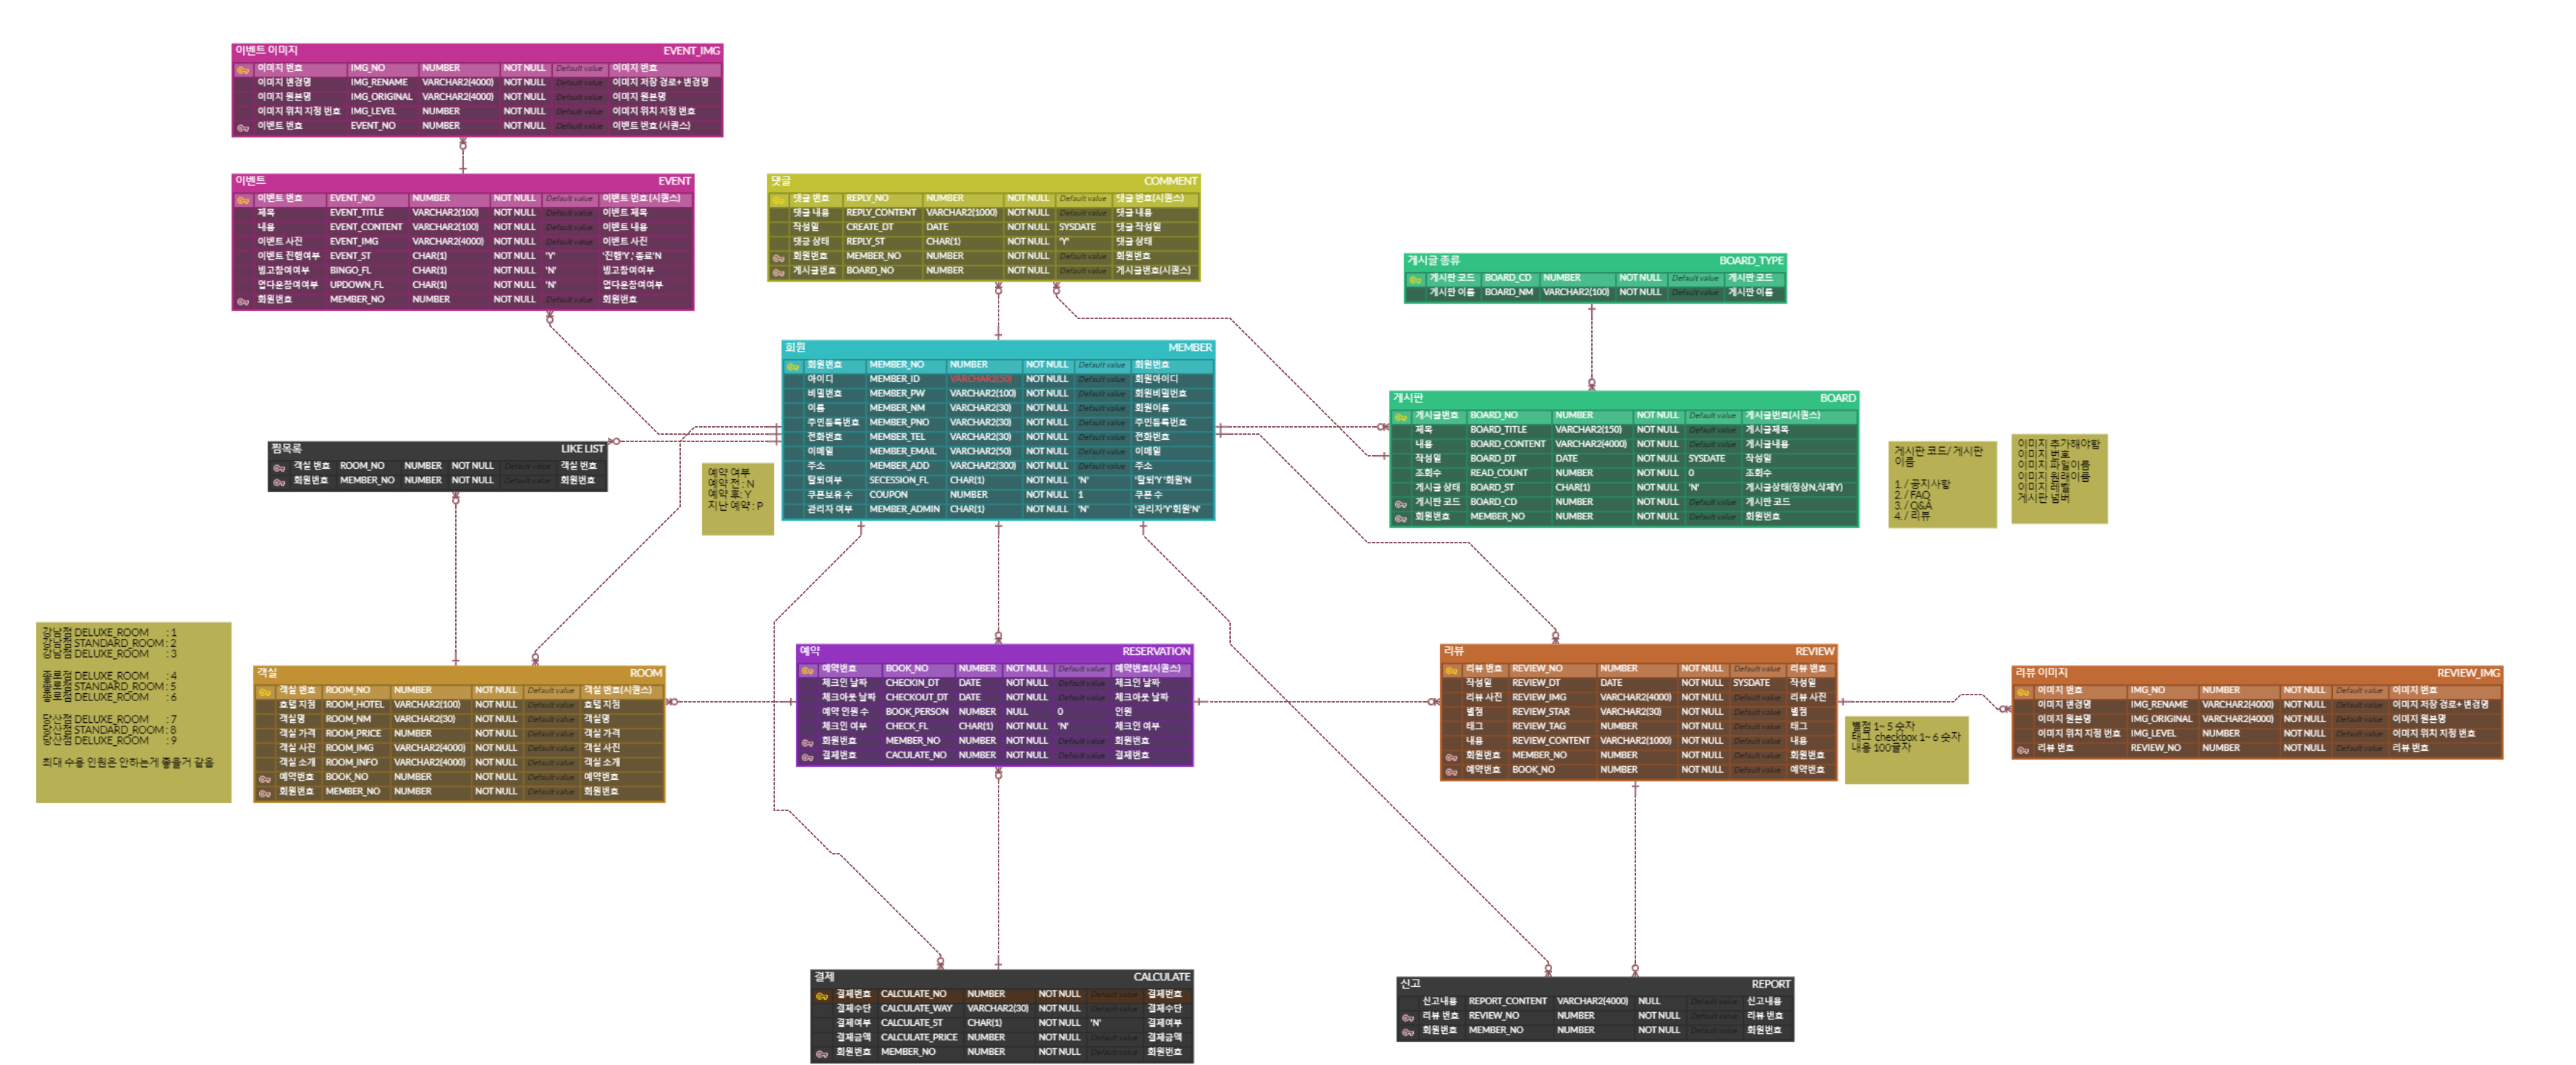 이벤트 이미지 EVENT_IMG
이미지 번호 IMG_NO NUMBER NOT NULL Default value 이미지 번호
이미지 변경명 IMG_RENAME VARCHAR2(4000) NOT NULL Default value 이미지 저장 경로+ 변경명
이미지 원본명 IMG_ORIGINAL VARCHAR2(4000) NOT NULL Default value 이미지 원본명
이미지 위치 지정 번호 IMG_LEVEL NUMBER NOT NULL Default value 이미지 위치 지정 번호
이벤트 번호 EVENT_NO NUMBER NOT NULL Default value 이벤트 번호 (시퀀스)
이벤트 EVENT
이벤트 번호 EVENT_NO NUMBER NOT NULL Default value 이벤트 번호(시퀀스)
제목 EVENT_TITLE VARCHAR2(100) NOT NULL Default value 이벤트 제목
내용 EVENT_CONTENT VARCHAR2(100) NOT NULL Default value 이벤트 내용
이벤트 사진 EVENT_IMG VARCHAR2(4000) NOT NULL Default value 이벤트 사진
이벤트 진행여부 EVENT_ST CHAR(1) NOT NULL 'Y' '진행'Y ,' 종료'N
빙고참여여부 BINGO_FL CHAR(1) NOT NULL 'N' 빙고참여여부
업다운참여여부 UPDOWN_FL CHAR(1) NOT NULL 'N' 업다운참여여부
회원번호 MEMBER_NO NUMBER NOT NULL Default value 회원번호
댓글 COMMENT
댓글 번호 REPLY_NO NUMBER NOT NULL Default value 댓글 번호(시퀀스)
댓글 내용 REPLY_CONTENT VARCHAR2(1000) NOT NULL Default value 댓글 내용
작성일 CREATE_DT DATE NOT NULL SYSDATE 댓글 작성일
댓글 상태 REPLY_ST CHAR(1) NOT NULL 'Y' 댓글 상태
회원번호 MEMBER_NO NUMBER NOT NULL Default value 회원번호
게시글번호 BOARD_NO NUMBER NOT NULL Default value 게시글번호(시퀀스)
게시글 종류 BOARD_TYPE
게시판 코드 BOARD_CD NUMBER NOT NULL Default value 게시판 코드
게시판 이름 BOARD_NM VARCHAR2(100) NOT NULL Default value 게시판 이름
회원 MEMBER
회원번호 MEMBER_NO NUMBER NOT NULL Default value 회원번호
아이디 MEMBER_ID VARCHAR2(50) NOT NULL Default value 회원아이디
비밀번호 MEMBER_PW VARCHAR2(100) NOT NULL Default value 회원비밀번호
이름 MEMBER_NM VARCHAR2(30) NOT NULL Default value 회원이름
주민등록번호 MEMBER_PNO VARCHAR2(30) NOT NULL Default value 주민등록번호
전화번호 MEMBER_TEL VARCHAR2(30) NOT NULL Default value 전화번호
이메일 MEMBER_EMAIL VARCHAR2(50) NOT NULL Default value 이메일
주소 MEMBER_ADD VARCHAR2(300) NOT NULL Default value 주소
탈퇴여부 SECESSION_FL CHAR(1) NOT NULL 'N' '탈퇴'Y '회원'N
쿠폰보유 수 COUPON NUMBER NOT NULL 1 쿠폰 수
관리자 여부 MEMBER_ADMIN CHAR(1) NOT NULL 'N' '관리자'Y'회원'N'
게시판 BOARD
게시글번호 BOARD_NO NUMBER NOT NULL Default value 게시글번호(시퀀스)
제목 BOARD_TITLE VARCHAR2(150) NOT NULL Default value 게시글제목
내용 BOARD_CONTENT VARCHAR2(4000) NOT NULL Default value 게시글내용
작성일 BOARD_DT DATE NOT NULL SYSDATE 작성일
조회수 READ_COUNT NUMBER NOT NULL 0 조회수
게시글 상태 BOARD_ST CHAR(1) NOT NULL 'N' 게시글상태(정상N,삭제Y)
게시판 코드 BOARD_CD NUMBER NOT NULL Default value 게시판 코드
회원번호 MEMBER_NO NUMBER NOT NULL Default value 회원번호
게시판 코드/ 게시판
이름
1. / 공지사항
2. / FAQ
3. / Q&A
4. / 리뷰
이미지 추가해야함
이미지 번호
이미지 파일이름
이미지 원래이름
이미지 레벨
게시판 넘버
찜목록 LIKE LIST
객실 번호 ROOM_NO NUMBER NOT NULL Default value 객실 번호
회원번호 MEMBER_NO NUMBER NOT NULL Default value 회원번호
예약 여부
예약 전 : N
예약 후: Y
지난 예약 : P
강남점 DELUXE_ROOM : 1
강남점 STANDARD_ROOM : 2
강남점 DELUXE_ROOM : 3
종로점 DELUXE_ROOM : 4
종로점 STANDARD_ROOM : 5
종로점 DELUXE_ROOM : 6
당산점 DELUXE_ROOM : 7
당산점 STANDARD_ROOM : 8
당산점 DELUXE_ROOM : 9
최대 수용 인원은 안하는게 좋을거 같음
객실 ROOM
객실 번호 ROOM_NO NUMBER NOT NULL Default value 객실 번호(시퀀스)
호텔 지점 ROOM_HOTEL VARCHAR2(100) NOT NULL Default value 호텔 지점
객실명 ROOM_NM VARCHAR2(30) NOT NULL Default value 객실명
객실 가격 ROOM_PRICE NUMBER NOT NULL Default value 객실 가격
객실 사진 ROOM_IMG VARCHAR2(4000) NOT NULL Default value 객실 사진
객실 소개 ROOM_INFO VARCHAR2(4000) NOT NULL Default value 객실 소개
예약번호 BOOK_NO NUMBER NOT NULL Default value 예약번호
회원번호 MEMBER_NO NUMBER NOT NULL Default value 회원번호
예약 RESERVATION
예약번호 BOOK_NO NUMBER NOT NULL Default value 예약번호(시퀀스)
체크인 날짜 CHECKIN_DT DATE NOT NULL Default value 체크인 날짜
체크아웃 날짜 CHECKOUT_DT DATE NOT NULL Default value 체크아웃 날짜
예약 인원 수 BOOK_PERSON NUMBER NULL 0 인원
체크인 여부 CHECK_FL CHAR(1) NOT NULL 'N' 체크인 여부
회원번호 MEMBER_NO NUMBER NOT NULL Default value 회원번호
결제번호 CACULATE_NO NUMBER NOT NULL Default value 결제번호
리뷰 REVIEW
리뷰 번호 REVIEW_NO NUMBER NOT NULL Default value 리뷰 번호
작성일 REVIEW_DT DATE NOT NULL SYSDATE 작성일
리뷰 사진 REVIEW_IMG VARCHAR2(4000) NOT NULL Default value 리뷰 사진
별점 REVIEW_STAR VARCHAR2(30) NOT NULL Default value 별점
태그 REVIEW_TAG NUMBER NOT NULL Default value 태그
내용 REVIEW_CONTENT VARCHAR2(1000) NOT NULL Default value 내용
회원번호 MEMBER_NO NUMBER NOT NULL Default value 회원번호
예약번호 BOOK_NO NUMBER NOT NULL Default value 예약번호
별점 1~ 5 숫자
태그 checkbox 1~ 6 숫자
내용 100글자
리뷰 이미지 REVIEW_IMG
이미지 번호 IMG_NO NUMBER NOT NULL Default value 이미지 번호
이미지 변경명 IMG_RENAME VARCHAR2(4000) NOT NULL Default value 이미지 저장 경로+ 변경명
이미지 원본명 IMG_ORIGINAL VARCHAR2(4000) NOT NULL Default value 이미지 원본명
이미지 위치 지정 번호 IMG_LEVEL NUMBER NOT NULL Default value 이미지 위치 지정 번호
리뷰 번호 REVIEW_NO NUMBER NOT NULL Default value 리뷰 번호
결제 CALCULATE
결제번호 CALCULATE_NO NUMBER NOT NULL Default value 결제번호
결제수단 CALCULATE_WAY VARCHAR2(30) NOT NULL Default value 결제수단
결제여부 CALCULATE_ST CHAR(1) NOT NULL 'N' 결제여부
결제금액 CALCULATE_PRICE NUMBER NOT NULL Default value 결제금액
회원번호 MEMBER_NO NUMBER NOT NULL Default value 회원번호
신고 REPORT
신고내용 REPORT_CONTENT VARCHAR2(4000) NULL Default value 신고내용
리뷰 번호 REVIEW_NO NUMBER NOT NULL Default value 리뷰 번호
회원번호 MEMBER_NO NUMBER NOT NULL Default value 회원번호